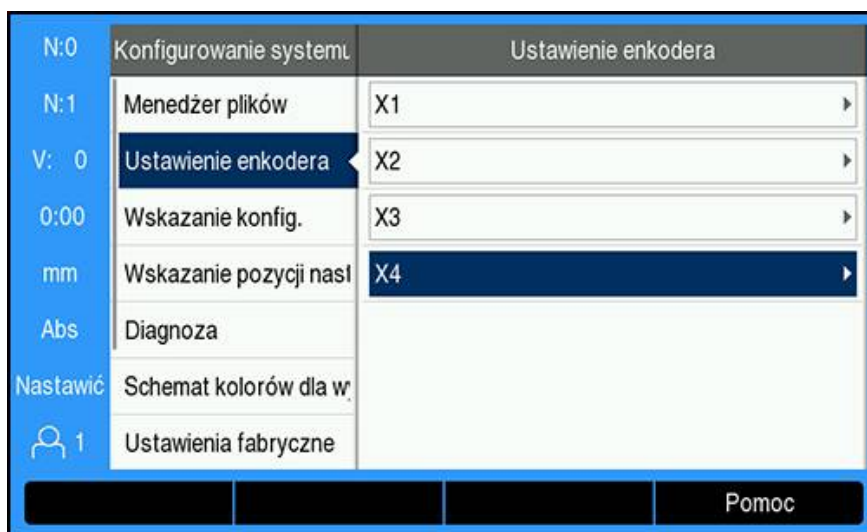 N:0
N:1
V: 0
0:00
mm
Abs
Nastawić
1
Konfigurowanie systemu
Menedżer plików
Ustawienie enkodera
Wskazanie konfig.
Wskazanie pozycji nast
Diagnoza
Schemat kolorów dla wy
Ustawienia fabryczne
Ustawienie enkodera
X1
X2
X3
X4
Pomoc